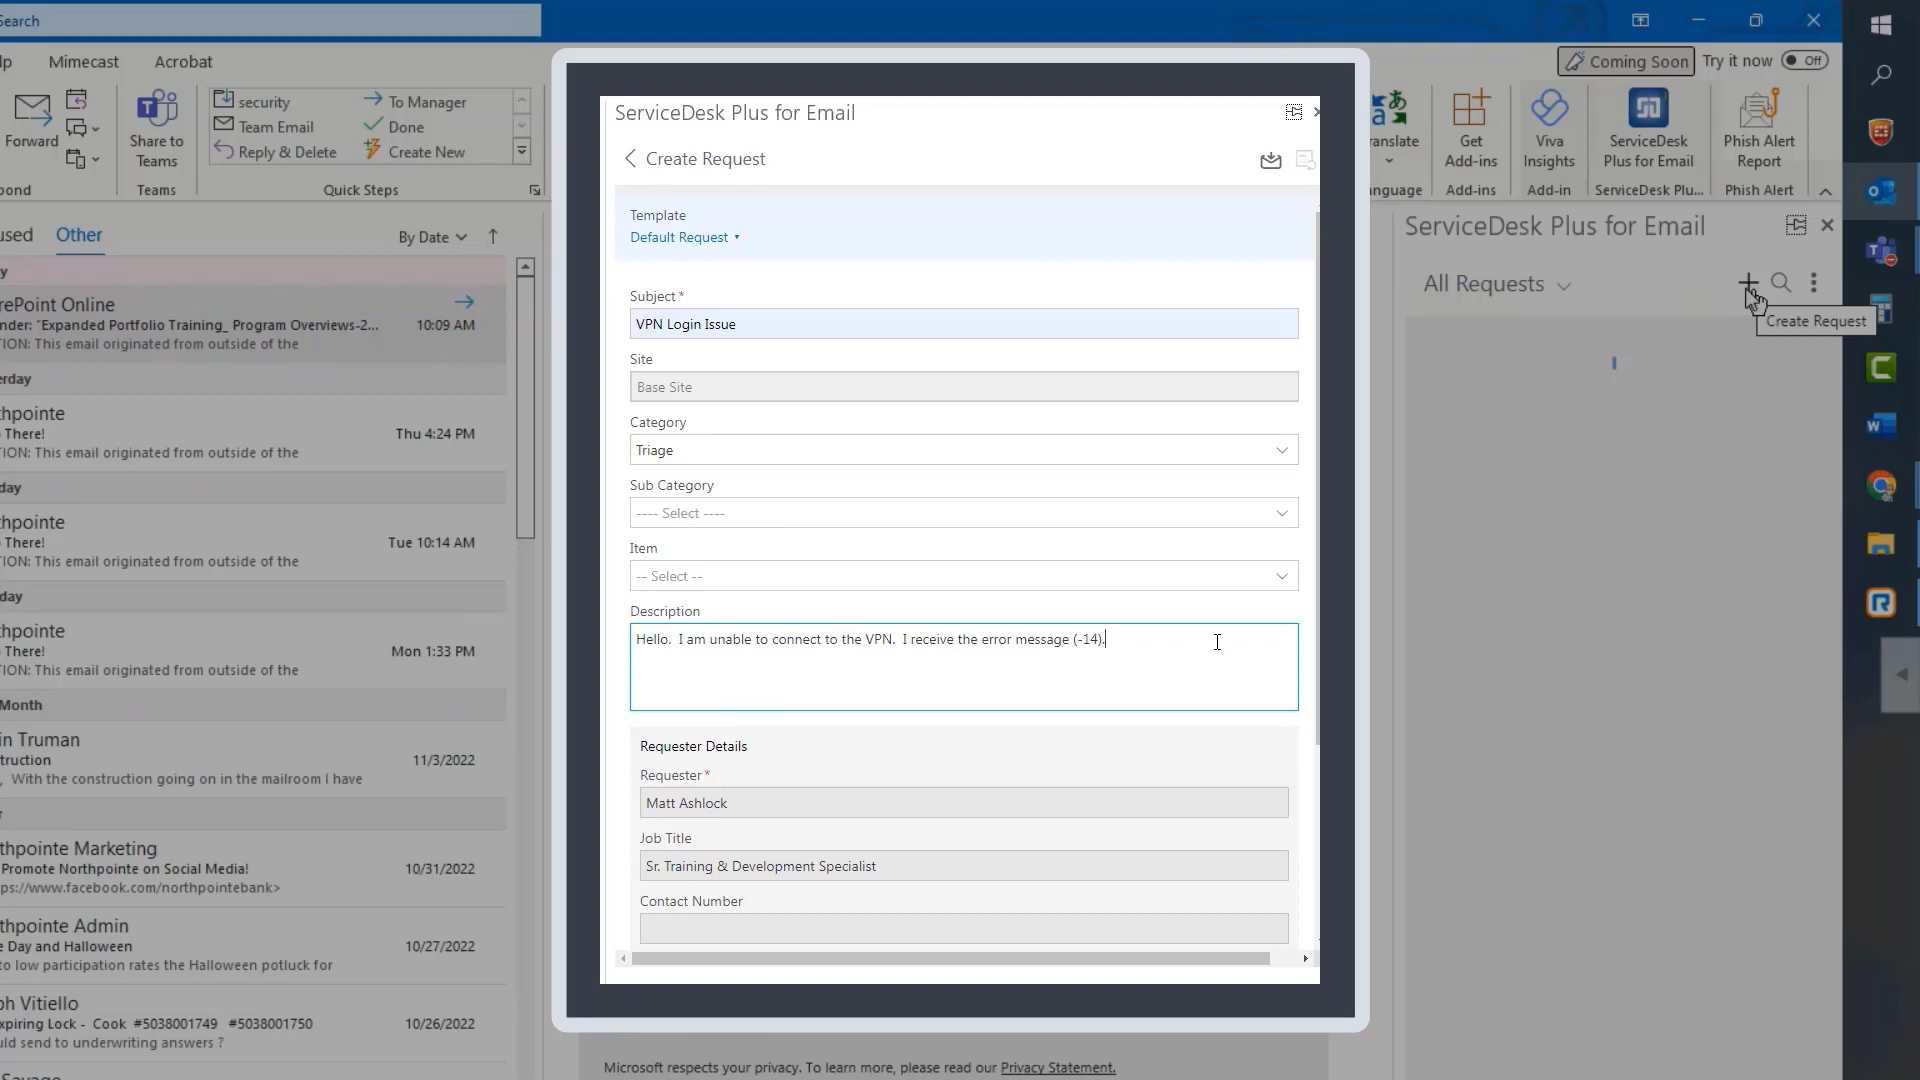 Search
Coming Soon
Try it now
Off
Mimecast
Acrobat
Forward
Share to
Teams
Teams
security
Team Email
Reply & Delete
To Manager
Done
Create New
Quick Steps
Get
Add-ins
Add-ins
Viva
Insights
Add-in
ServiceDesk
Plus for Email
ServiceDesk Plu...
Phish Alert
Report
Phish Alert
Other
By Date
rePoint Online
nder: "Expanded Portfolio Training_ Program Overviews-2...
10:09 AM
TION: This email originated from outside of the
erday
thpointe
There!
Thu 4:24 PM
ION: This email originated from outside of the
day
thpointe
There!
Tue 10:14 AM
ION: This email originated from outside of the
day
thpointe
There!
Mon 1:33 PM
ION: This email originated from outside of the
Month
in Truman
truction
11/3/2022
With the construction going on in the mailroom I have
thpointe Marketing
Promote Northpointe on Social Media!
10/31/2022
ps://www.facebook.com/northpointebank>
thpointe Admin
e Day and Halloween
10/27/2022
to low participation rates the Halloween potluck for
ph Vitiello
xpiring Lock - Cook #5038001749 #5038001750
10/26/2022
uld send to underwriting answers ?
ServiceDesk Plus for Email
Create Request
Template
Default Request
Subject *
VPN Login Issue
Site
Base Site
Category
Triage
Sub Category
---- Select ----
Item
-- Select --
Description
Hello. I am unable to connect to the VPN. I receive the error message (-14).
Requester Details
Requester *
Matt Ashlock
Job Title
Sr. Training & Development Specialist
Contact Number
Microsoft respects your privacy. To learn more, please read our Privacy Statement.
ServiceDesk Plus for Email
All Requests
Create Request